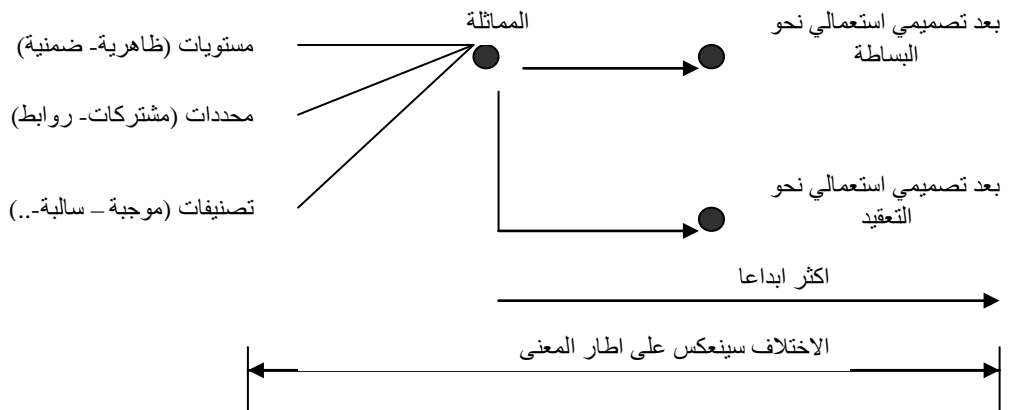 المماثلة
بعد تصميمي استعمالي نحو
البساطة
مستويات (ظاهرية- ضمنية)
محددات (مشتركات- روابط)
بعد تصميمي استعمالي نحو
التعقيد
تصنيفات (موجبة – سالبة-..)
اكثر ابداعا
الاختلاف سينعكس على اطار المعنى